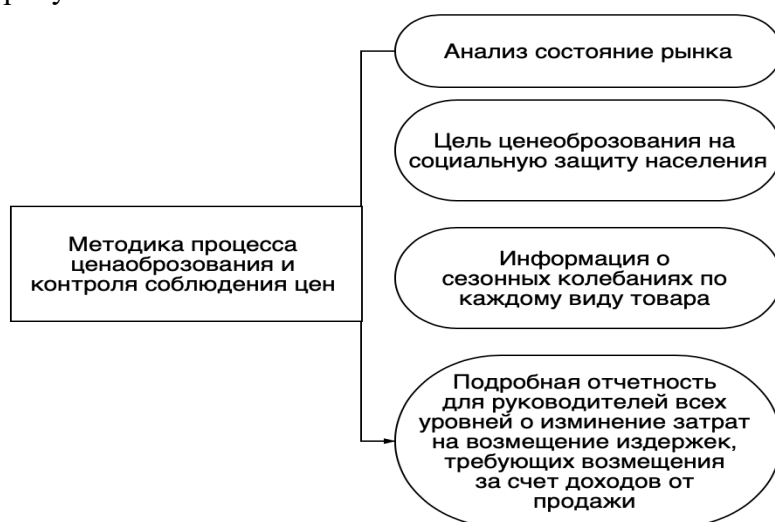 Анализ состояние рынка
Цель ценеоброзования на
социальную защиту населения
Методика процесса
ценаоброзования и
контроля соблюдения цен
Информация о
сезонных колебаниях по
каждому виду товара
Подробная отчетность
для руководителей всех
уровней о изминение затрат
на возмещение издержек,
требующих возмещения
за счет доходов от
продажи